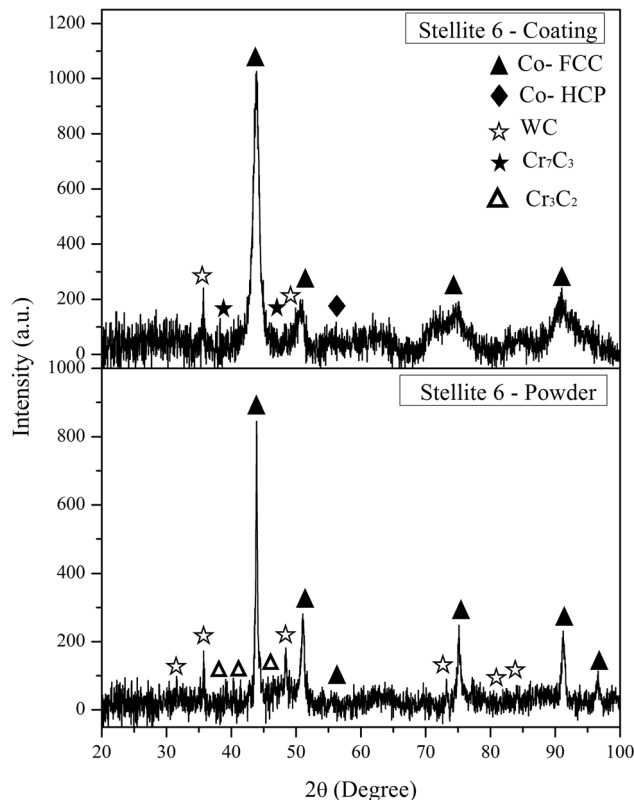 1200
Stellite 6 - Coating
Co- FCC
1000
Co- HCP
WC
800
Cr₇C₃
600
Cr₃C₂
400
200
0
Intensity (a.u.)
1000
Stellite 6 - Powder
800
600
400
200
0
20 30 40 50 60 70 80 90 100
2θ (Degree)